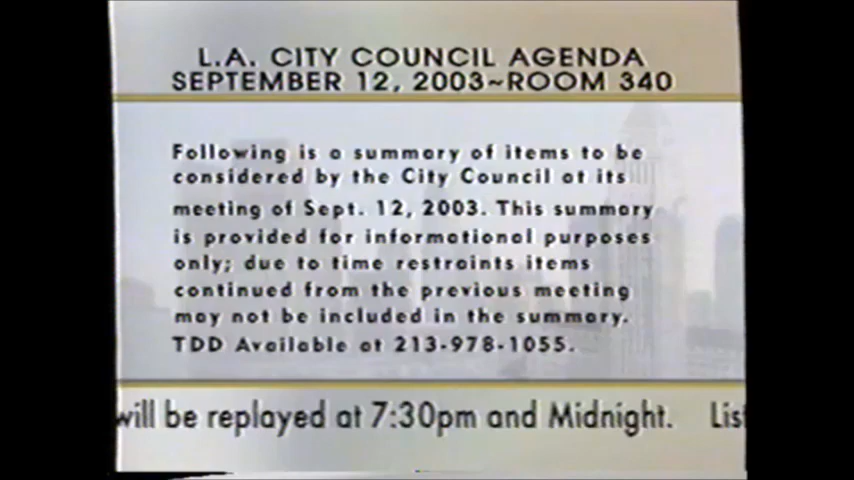 L.A. CITY COUNCIL AGENDA
SEPTEMBER 12, 2003~ROOM 340
Following is a summary of items to be
considered by the City Council at its
meeting of Sept. 12, 2003. This summary
is provided for informational purposes
only; due to time restraints items
continued from the previous meeting
may not be included in the summary.
TDD Available at 213-978-1055.
will be replayed at 7:30pm and Midnight. List